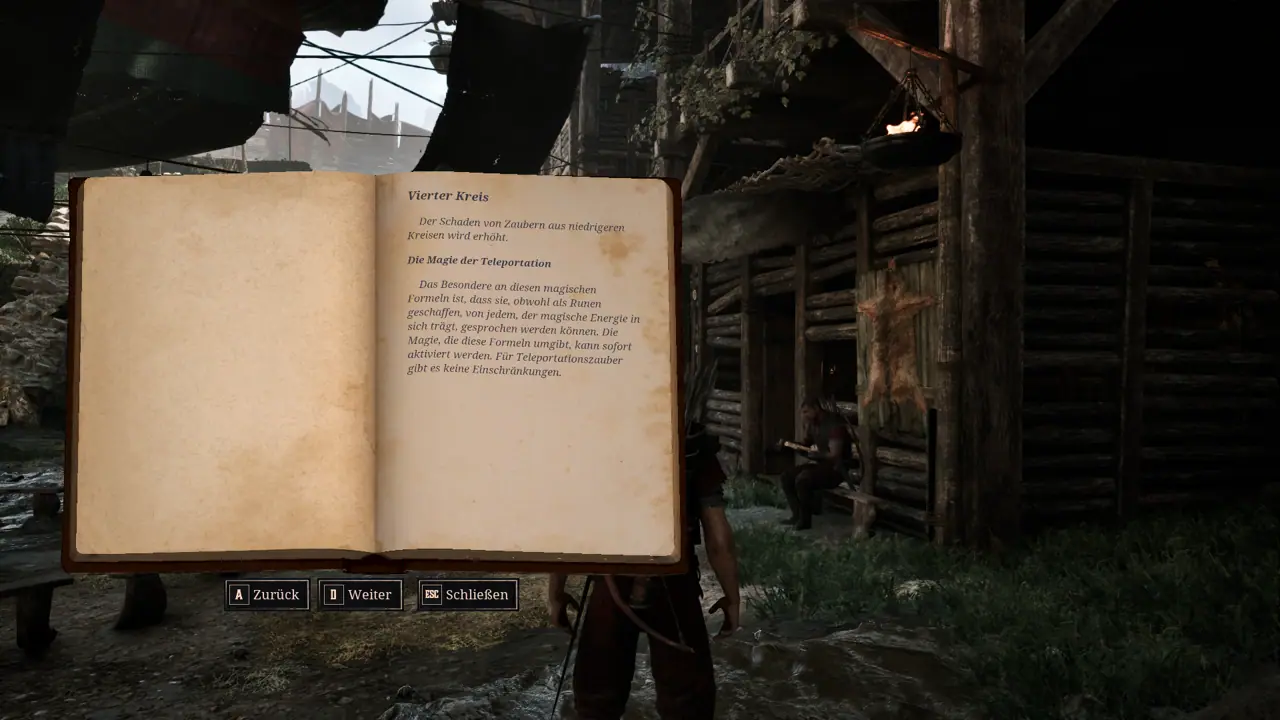 Vierter Kreis
Der Schaden von Zaubern aus niedrigeren
Kreisen wird erhöht.
Die Magie der Teleportation
Das Besondere an diesen magischen
Formeln ist, dass sie, obwohl als Runen
geschaffen, von jedem, der magische Energie in
sich trägt, gesprochen werden können. Die
Magie, die diese Formeln umgibt, kann sofort
aktiviert werden. Für Teleportationszauber
gibt es keine Einschränkungen.
A Zurück D Weiter ESC Schließen